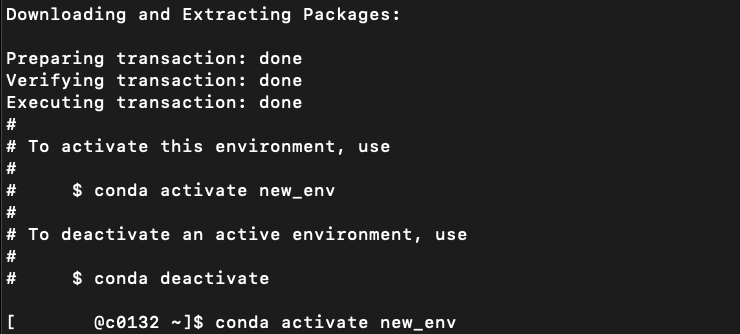 Downloading and Extracting Packages:
Preparing transaction: done
Verifying transaction: done
Executing transaction: done
#
# To activate this environment, use
#
#     $ conda activate new_env
#
# To deactivate an active environment, use
#
#     $ conda deactivate
[        @c0132 ~]$ conda activate new_env